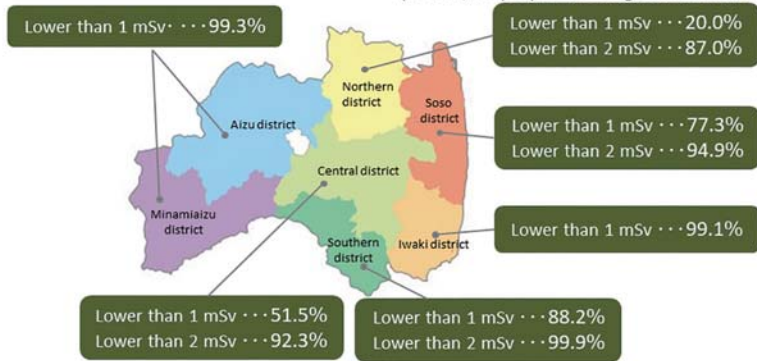 Lower than 1 mSv ･･･99.3%
Lower than 1 mSv ･･･20.0%
Lower than 2 mSv ･･･87.0%
Northern
district
Soso
district
Aizu district
Lower than 1 mSv ･･･77.3%
Lower than 2 mSv ･･･94.9%
Central district
Minamiaizu
district
Lower than 1 mSv ･･･99.1%
Southern
district
Iwaki district
Lower than 1 mSv ･･･51.5%
Lower than 2 mSv ･･･92.3%
Lower than 1 mSv ･･･88.2%
Lower than 2 mSv ･･･99.9%